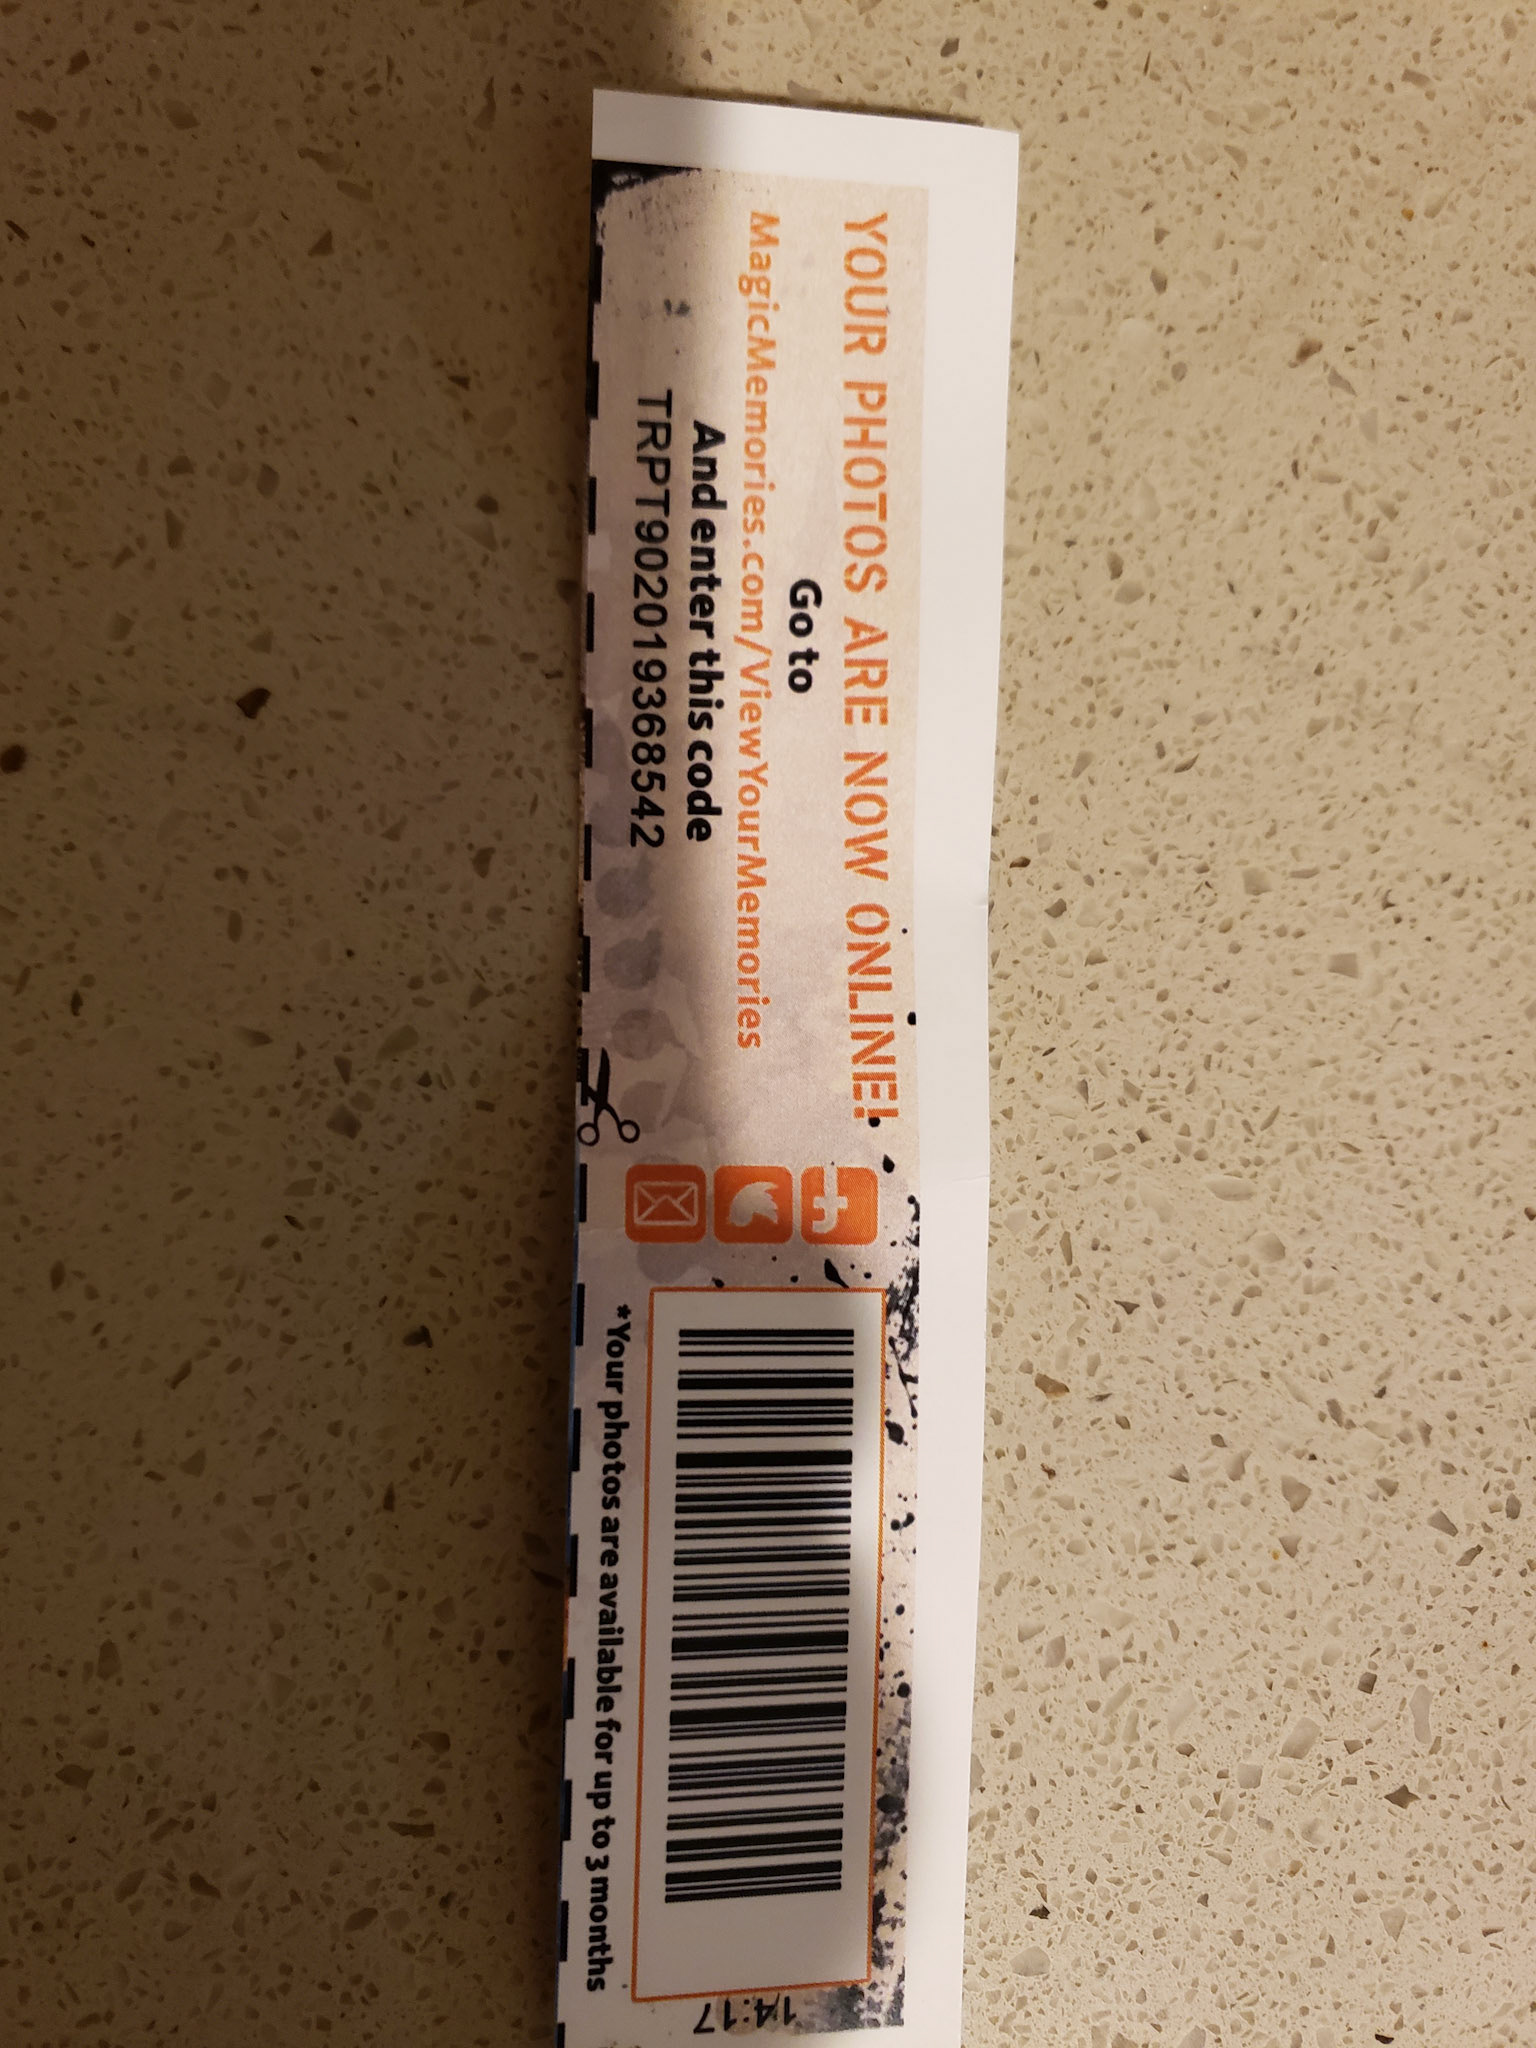 YOUR PHOTOS ARE NOW ONLINE!
Go to
MagicMemories.com/ViewYourMemories
And enter this code
TRPT902019368542
*Your photos are available for up to 3 months
14:17